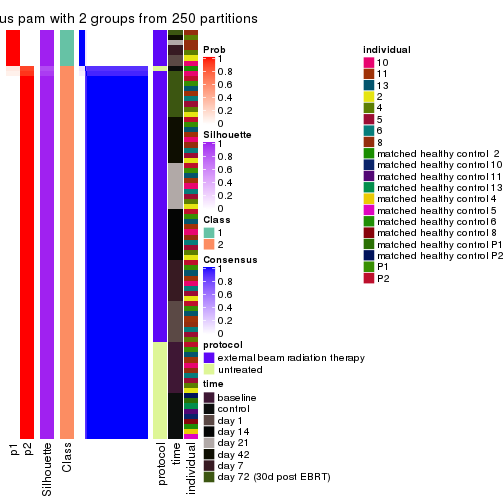 us pam with 2 groups from 250 partitions
Prob
1
0.8
0.6
0.4
0.2
0
Silhouette
1
0.8
0.6
0.4
0.2
0
Class
1
2
Consensus
1
0.8
0.6
0.4
0.2
0
protocol
external beam radiation therapy
untreated
time
baseline
control
day 1
day 14
day 21
day 42
day 7
day 72 (30d post EBRT)
individual
10
11
13
2
4
5
6
8
matched healthy control  2
matched healthy control 10
matched healthy control 11
matched healthy control 13
matched healthy control 4
matched healthy control 5
matched healthy control 6
matched healthy control 8
matched healthy control P1
matched healthy control P2
P1
P2
p1
p2
Silhouette
Class
protocol
time
individual